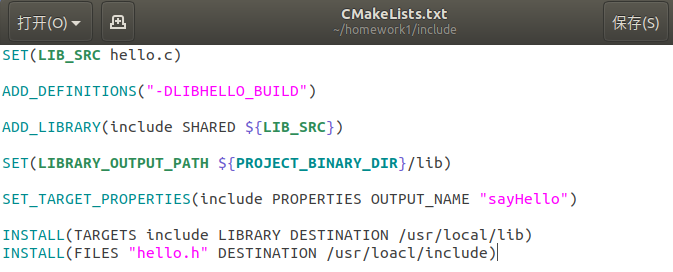 打开(O)
CMakeLists.txt
~/homework1/include
保存(S)
SET(LIB_SRC hello.c)
ADD_DEFINITIONS("-DLIBHELLO_BUILD")
ADD_LIBRARY(include SHARED ${LIB_SRC})
SET(LIBRARY_OUTPUT_PATH ${PROJECT_BINARY_DIR}/lib)
SET_TARGET_PROPERTIES(include PROPERTIES OUTPUT_NAME "sayHello")
INSTALL(TARGETS include LIBRARY DESTINATION /usr/local/lib)
INSTALL(FILES "hello.h" DESTINATION /usr/loacl/include)